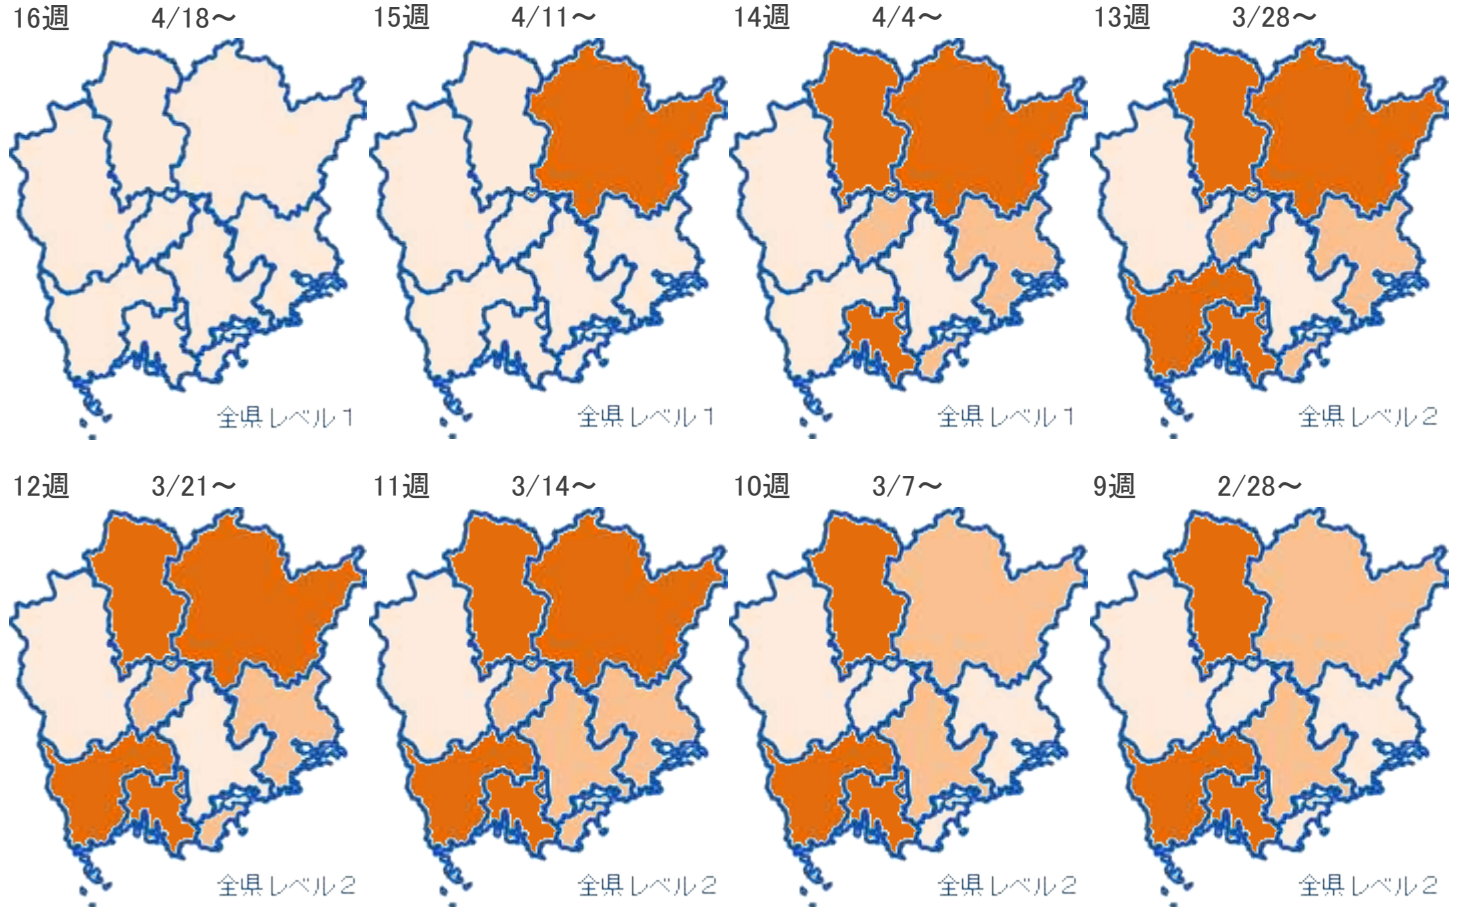 16週 4/18～
15週 4/11～
14週 4/4～
13週 3/28～
全県レベル1
全県レベル1
全県レベル1
全県レベル2
12週 3/21～
11週 3/14～
10週 3/7～
9週 2/28～
全県レベル2
全県レベル2
全県レベル2
全県レベル2